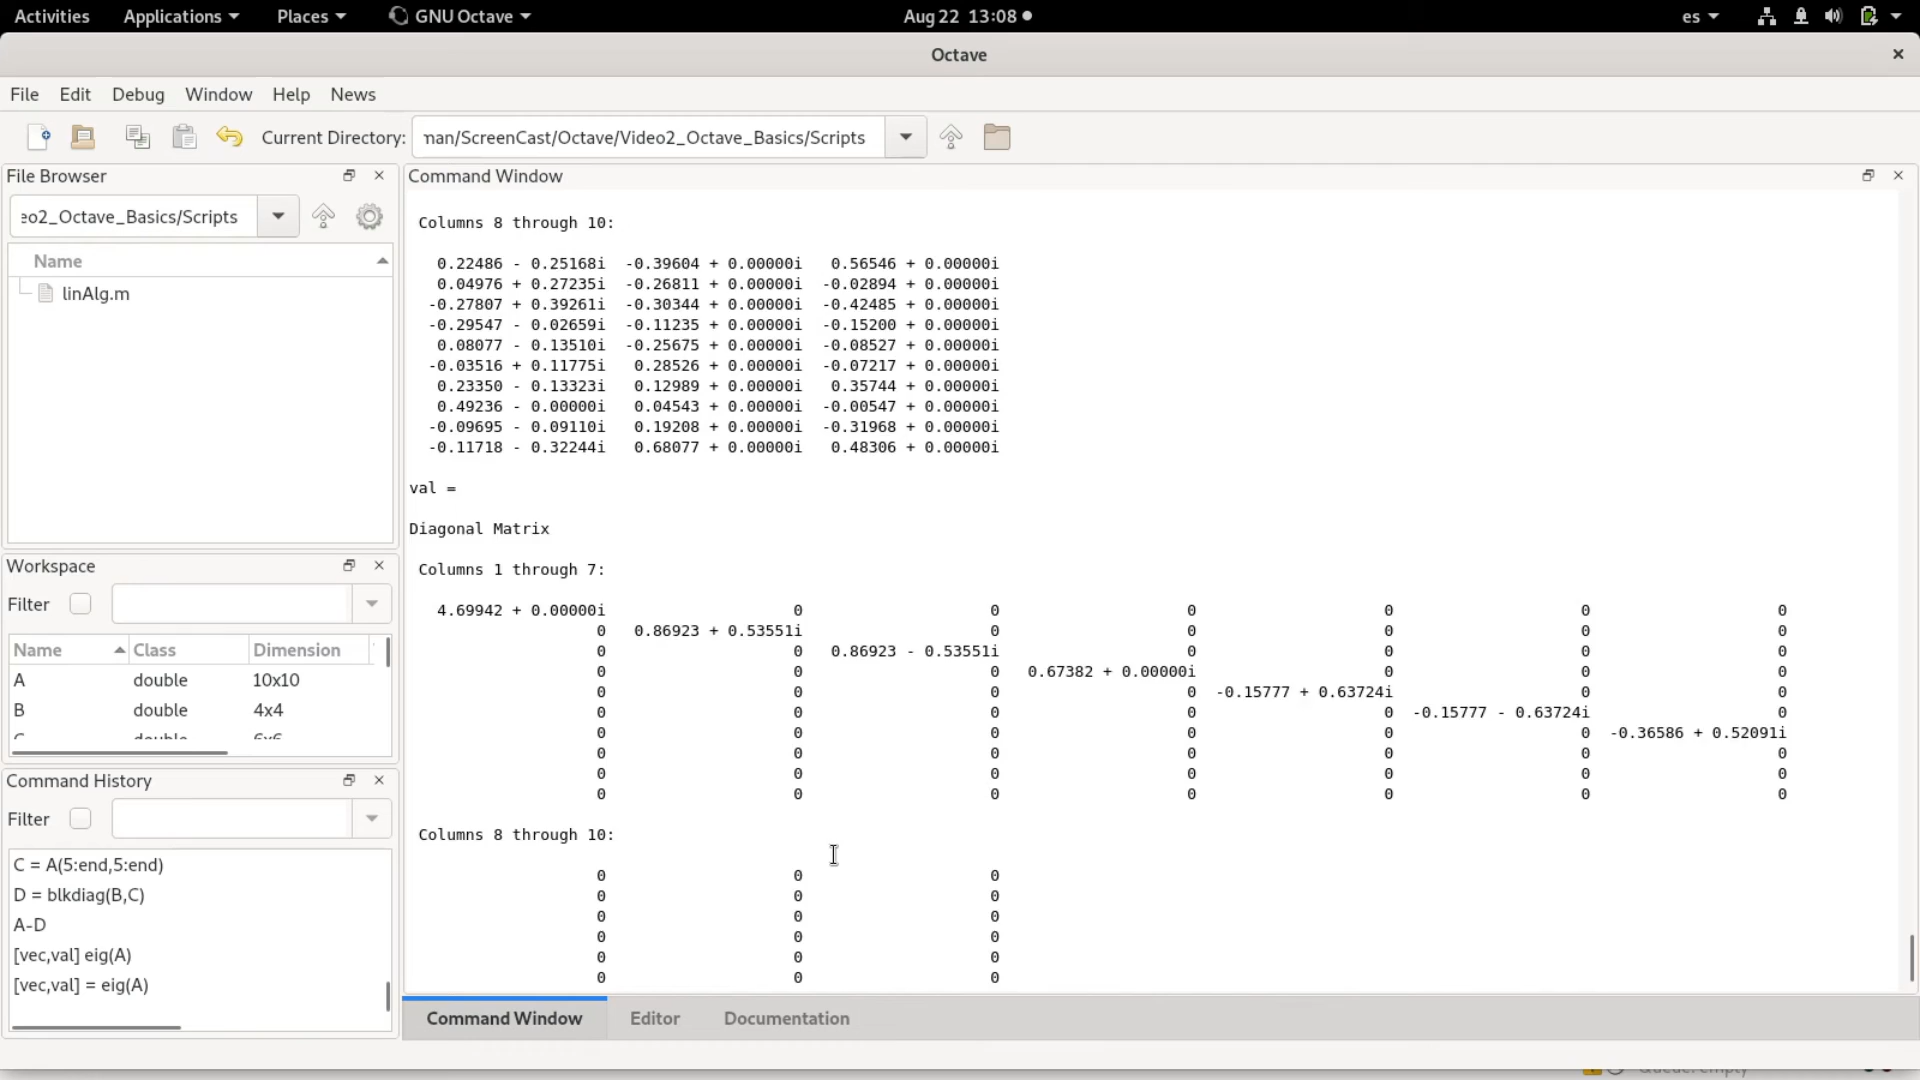 Activities Applications Places GNU Octave Aug 22 13:08 es
Octave
File Edit Debug Window Help News
Current Directory: nan/ScreenCast/Octave/Video2_Octave_Basics/Scripts
File Browser
eo2_Octave_Basics/Scripts
Name
linAlg.m
Workspace
Filter
Name Class Dimension
A double 10x10
B double 4x4
C double 6x6
Command History
Filter
C = A(5:end,5:end)
D = blkdiag(B,C)
A-D
[vec,val] eig(A)
[vec,val] = eig(A)
Command Window
Columns 8 through 10:
0.22486 - 0.25168i -0.39604 + 0.00000i 0.56546 + 0.00000i
0.04976 + 0.27235i -0.26811 + 0.00000i -0.02894 + 0.00000i
-0.27807 + 0.39261i -0.30344 + 0.00000i -0.42485 + 0.00000i
-0.29547 - 0.02659i -0.11235 + 0.00000i -0.15200 + 0.00000i
0.08077 - 0.13510i -0.25675 + 0.00000i -0.08527 + 0.00000i
-0.03516 + 0.11775i 0.28526 + 0.00000i -0.07217 + 0.00000i
0.23350 - 0.13323i 0.12989 + 0.00000i 0.35744 + 0.00000i
0.49236 - 0.00000i 0.04543 + 0.00000i -0.00547 + 0.00000i
-0.09695 - 0.09110i 0.19208 + 0.00000i -0.31968 + 0.00000i
-0.11718 - 0.32244i 0.68077 + 0.00000i 0.48306 + 0.00000i
val =
Diagonal Matrix
Columns 1 through 7:
4.69942 + 0.00000i 0 0 0 0 0 0
0 0.86923 + 0.53551i 0 0 0 0 0
0 0 0.86923 - 0.53551i 0 0 0 0
0 0 0 0.67382 + 0.00000i 0 0 0
0 0 0 0 -0.15777 + 0.63724i 0 0
0 0 0 0 0 -0.15777 - 0.63724i 0
0 0 0 0 0 0 -0.36586 + 0.52091i
0 0 0 0 0 0 0
0 0 0 0 0 0 0
0 0 0 0 0 0 0
Columns 8 through 10:
0 0 0
0 0 0
0 0 0
0 0 0
0 0 0
0 0 0
Command Window Editor Documentation